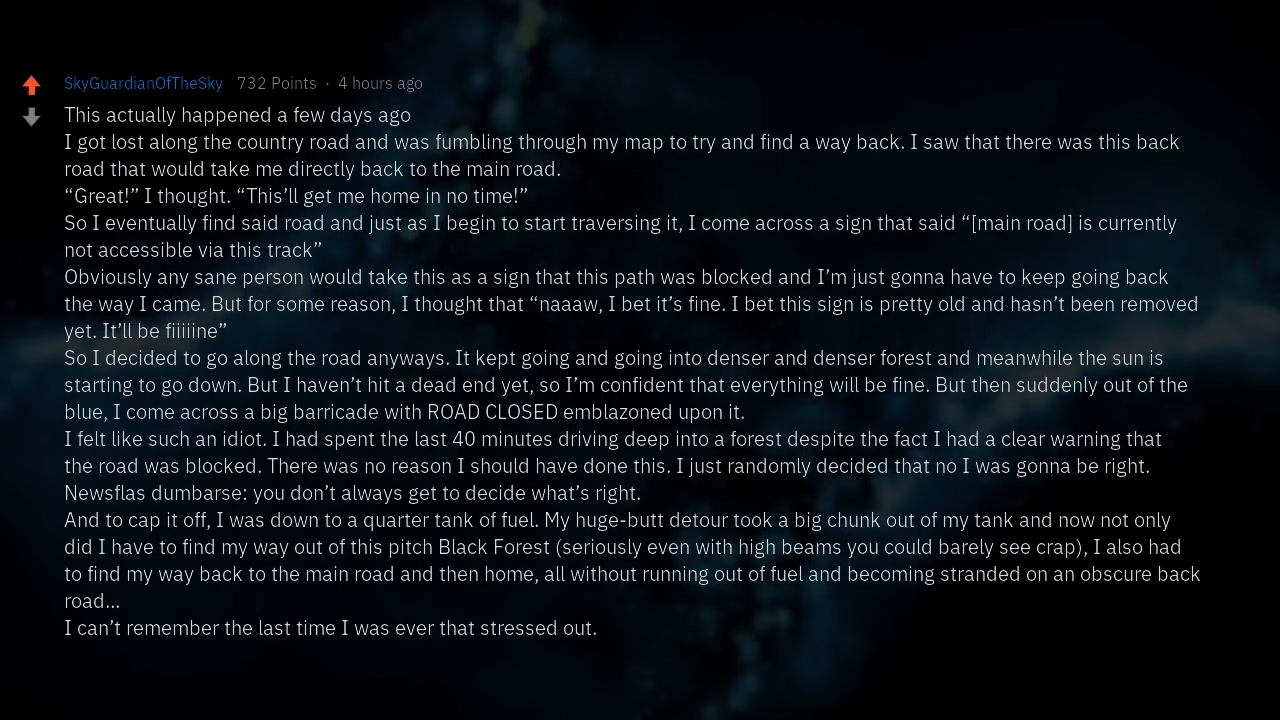 SkyGuardianOfTheSky 732 Points · 4 hours ago
This actually happened a few days ago
I got lost along the country road and was fumbling through my map to try and find a way back. I saw that there was this back
road that would take me directly back to the main road.
“Great!” I thought. “This’ll get me home in no time!”
So I eventually find said road and just as I begin to start traversing it, I come across a sign that said “[main road] is currently
not accessible via this track”
Obviously any sane person would take this as a sign that this path was blocked and I’m just gonna have to keep going back
the way I came. But for some reason, I thought that “naaaw, I bet it’s fine. I bet this sign is pretty old and hasn’t been removed
yet. It’ll be fiiiiine”
So I decided to go along the road anyways. It kept going and going into denser and denser forest and meanwhile the sun is
starting to go down. But I haven’t hit a dead end yet, so I’m confident that everything will be fine. But then suddenly out of the
blue, I come across a big barricade with ROAD CLOSED emblazoned upon it.
I felt like such an idiot. I had spent the last 40 minutes driving deep into a forest despite the fact I had a clear warning that
the road was blocked. There was no reason I should have done this. I just randomly decided that no I was gonna be right.
Newsflas dumbarse: you don’t always get to decide what’s right.
And to cap it off, I was down to a quarter tank of fuel. My huge-butt detour took a big chunk out of my tank and now not only
did I have to find my way out of this pitch Black Forest (seriously even with high beams you could barely see crap), I also had
to find my way back to the main road and then home, all without running out of fuel and becoming stranded on an obscure back
road...
I can’t remember the last time I was ever that stressed out.